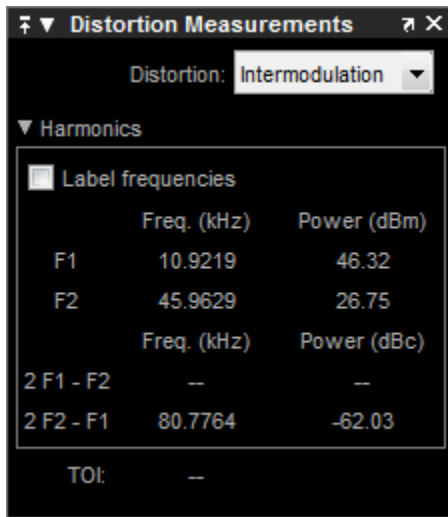 Distortion Measurements
Distortion: Intermodulation
Harmonics
Label frequencies
Freq. (kHz) Power (dBm)
F1 10.9219 46.32
F2 45.9629 26.75
Freq. (kHz) Power (dBc)
2 F1 - F2 -- --
2 F2 - F1 80.7764 -62.03
TOI: --